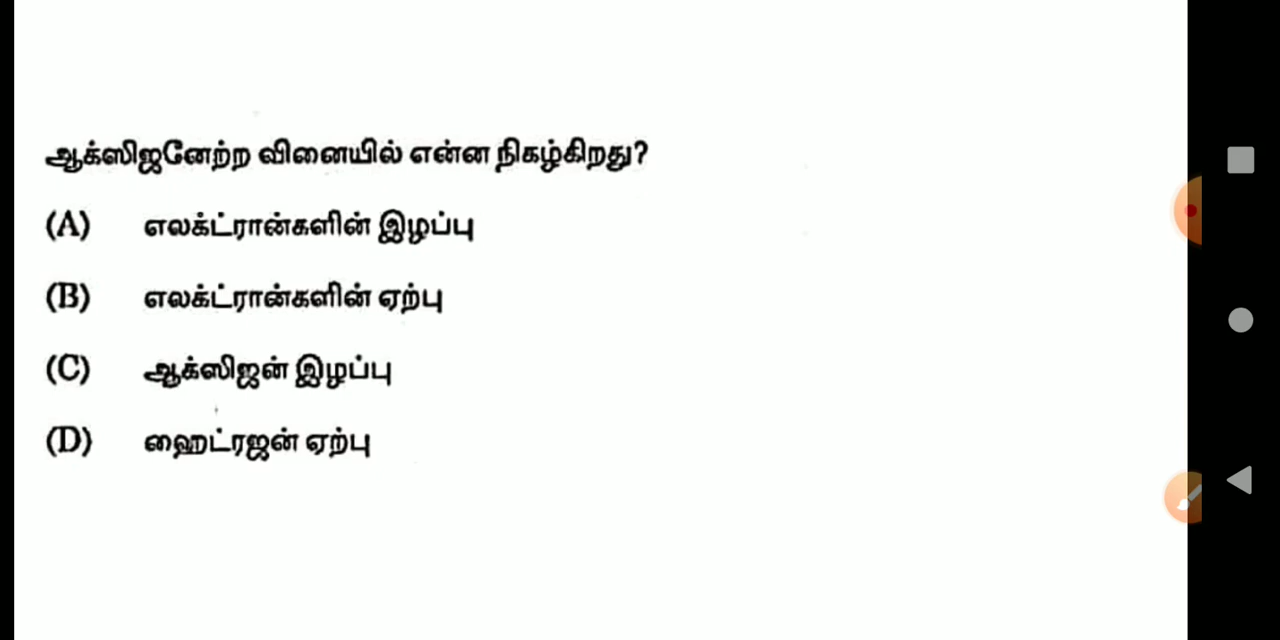 ஆக்ஸிஜனேற்ற வினையில் என்ன நிகழ்கிறது?
(A) எலக்ட்ரான்களின் இழப்பு
(B) எலக்ட்ரான்களின் ஏற்பு
(C) ஆக்ஸிஜன் இழப்பு
(D) ஹைட்ரஜன் ஏற்பு